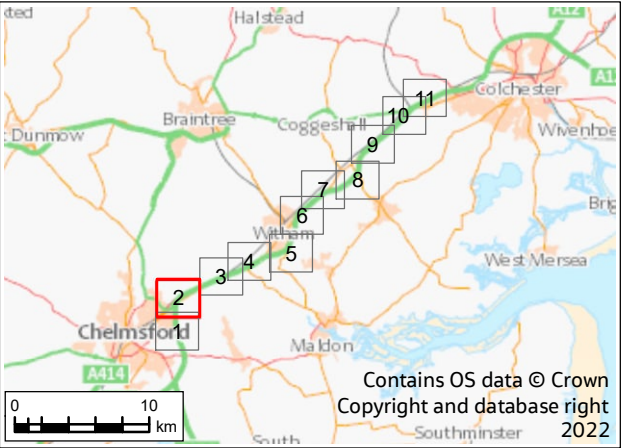 sted
Halstead
A12
A1
Colchester
11
10
Braintree
Coggeshall
t Dunmow
Wivenhoe
9
8
7
Brig
6
Witham
5
West Mersea
4
3
2
Chelmsford
1
Maldon
A414
Contains OS data © Crown
Copyright and database right
2022
0 10
km
South
Southminster